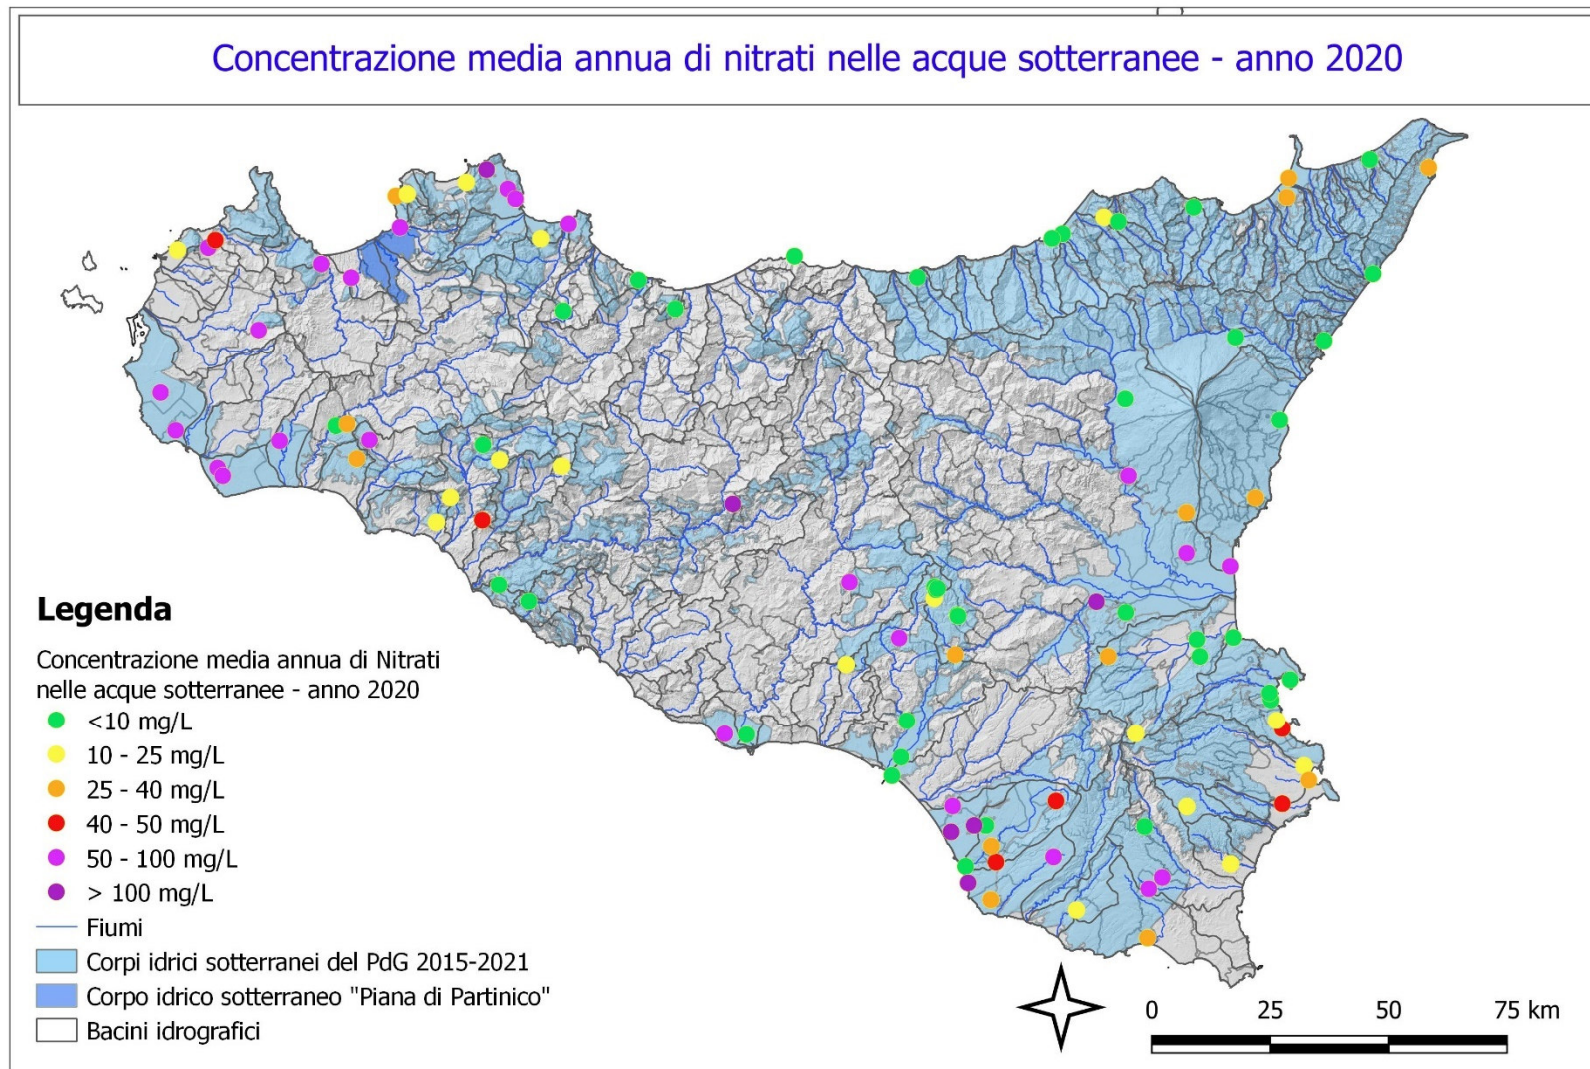 Concentrazione media annua di nitrati nelle acque sotterranee - anno 2020
Legenda
Concentrazione media annua di Nitrati
nelle acque sotterranee - anno 2020
<10 mg/L
10 - 25 mg/L
25 - 40 mg/L
40 - 50 mg/L
50 - 100 mg/L
> 100 mg/L
Fiumi
Corpi idrici sotterranei del PdG 2015-2021
Corpo idrico sotterraneo "Piana di Partinico"
Bacini idrografici
0 25 50 75 km